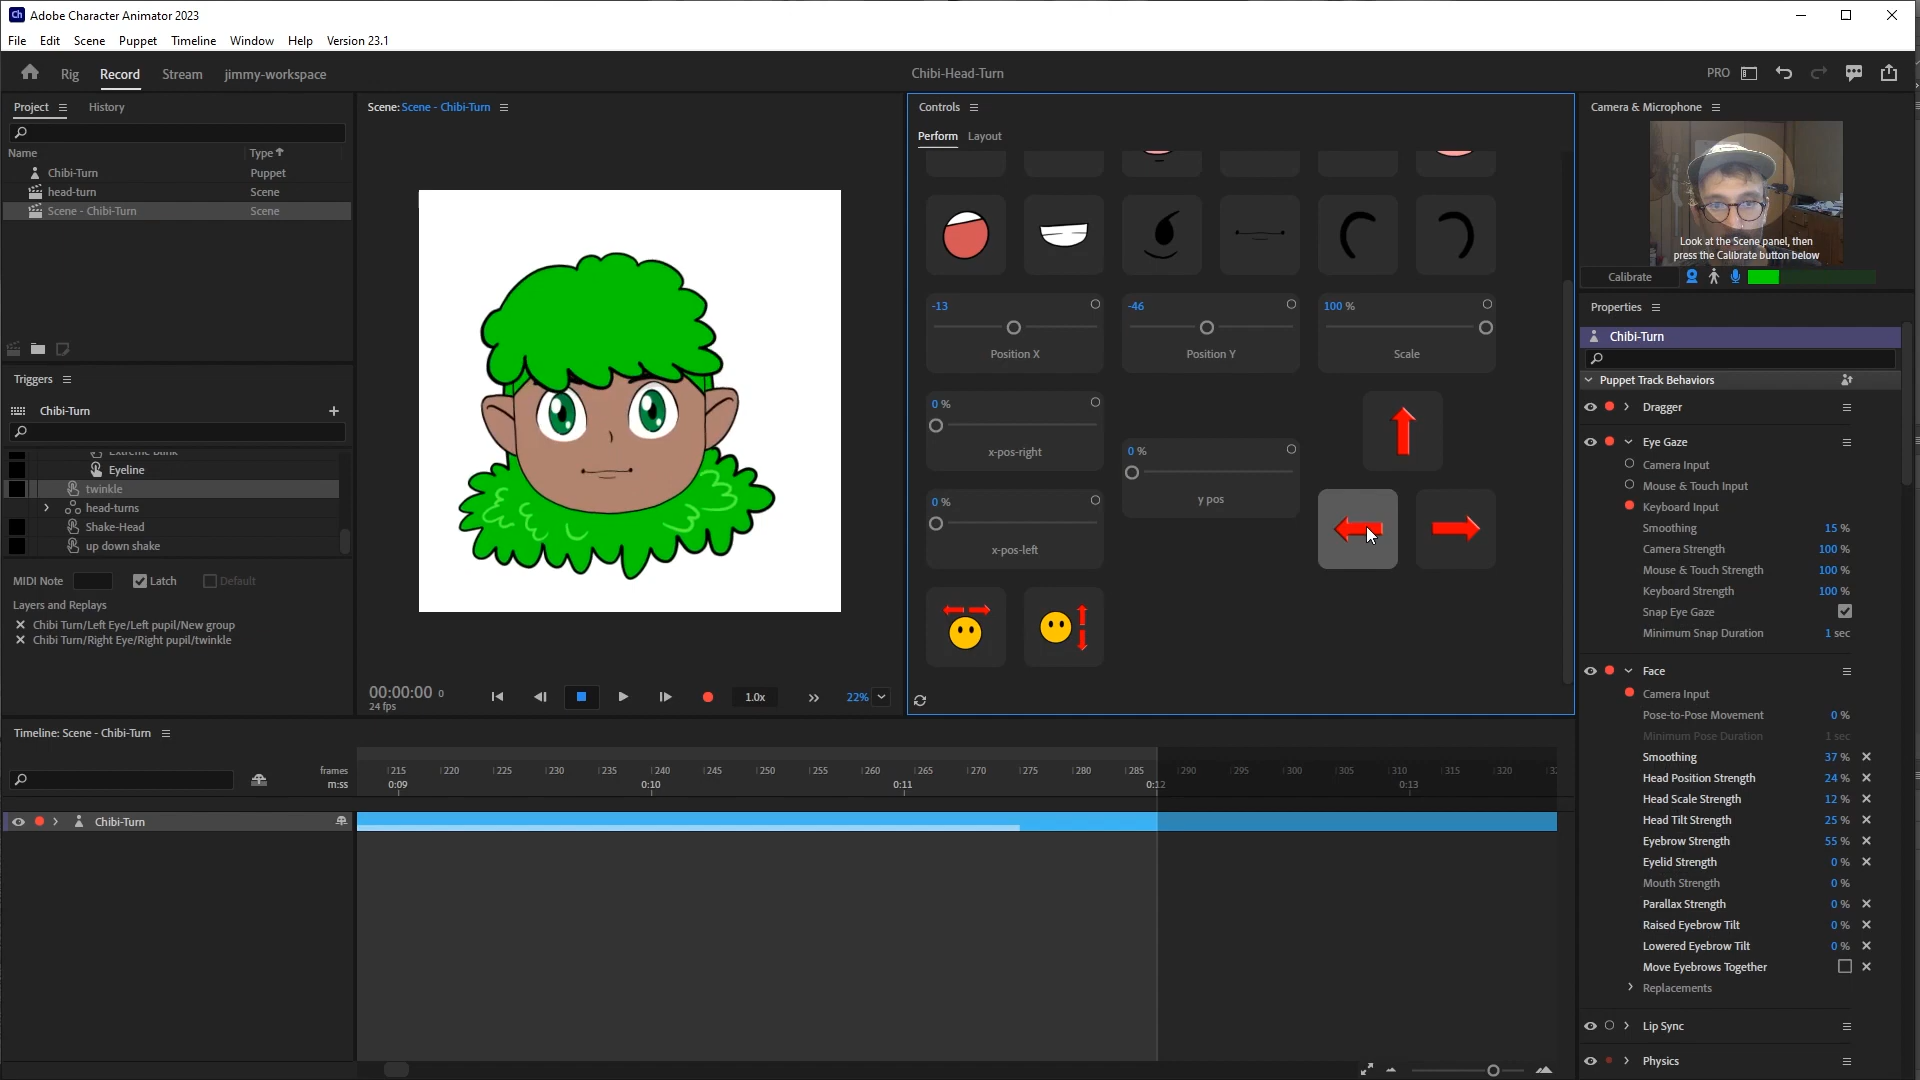 Ch Adobe Character Animator 2023
File Edit Scene Puppet Timeline Window Help Version 23.1
Rig Record Stream jimmy-workspace
Chibi-Head-Turn
PRO
Project History
Name Type
Chibi-Turn Puppet
head-turn Scene
Scene - Chibi-Turn Scene
Triggers
Chibi-Turn
Extreme Blink
Eyeline
twinkle
head-turns
Shake-Head
up down shake
MIDI Note Latch Default
Layers and Replays
Chibi Turn/Left Eye/Left pupil/New group
Chibi Turn/Right Eye/Right pupil/twinkle
Scene: Scene - Chibi-Turn
00:00:00 0
24 fps
1.0x
22%
Controls
Perform Layout
-13
Position X
-46
Position Y
100 %
Scale
0 %
x-pos-right
0 %
y pos
0 %
x-pos-left
Camera & Microphone
Look at the Scene panel, then
press the Calibrate button below
Calibrate
Properties
Chibi-Turn
Puppet Track Behaviors
Dragger
Eye Gaze
Camera Input
Mouse & Touch Input
Keyboard Input
Smoothing 15 %
Camera Strength 100 %
Mouse & Touch Strength 100 %
Keyboard Strength 100 %
Snap Eye Gaze
Minimum Snap Duration 1 sec
Face
Camera Input
Pose-to-Pose Movement 0 %
Minimum Pose Duration 1 sec
Smoothing 37 %
Head Position Strength 24 %
Head Scale Strength 12 %
Head Tilt Strength 25 %
Eyebrow Strength 55 %
Eyelid Strength 0 %
Mouth Strength 0 %
Parallax Strength 0 %
Raised Eyebrow Tilt 0 %
Lowered Eyebrow Tilt 0 %
Move Eyebrows Together
Replacements
Lip Sync
Physics
Timeline: Scene - Chibi-Turn
frames 215 220 225 230 235 240 245 250 255 260 265 270 275 280 285 290 295 300 305 310 315 320
m:ss 0:09 0:10 0:11 0:12 0:13
Chibi-Turn